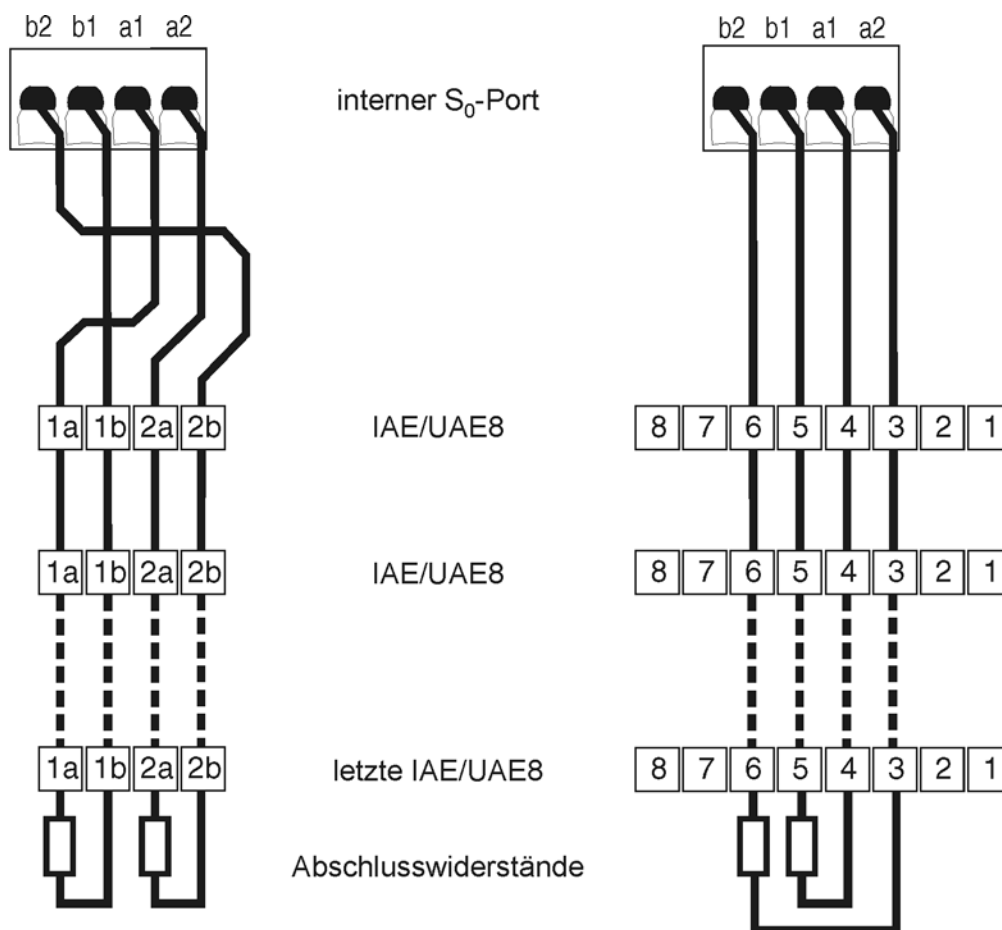 b2 b1 a1 a2
b2 b1 a1 a2
interner S₀-Port
1a 1b 2a 2b
IAE/UAE8
8 7 6 5 4 3 2 1
1a 1b 2a 2b
IAE/UAE8
8 7 6 5 4 3 2 1
1a 1b 2a 2b
letzte IAE/UAE8
8 7 6 5 4 3 2 1
Abschlusswiderstände